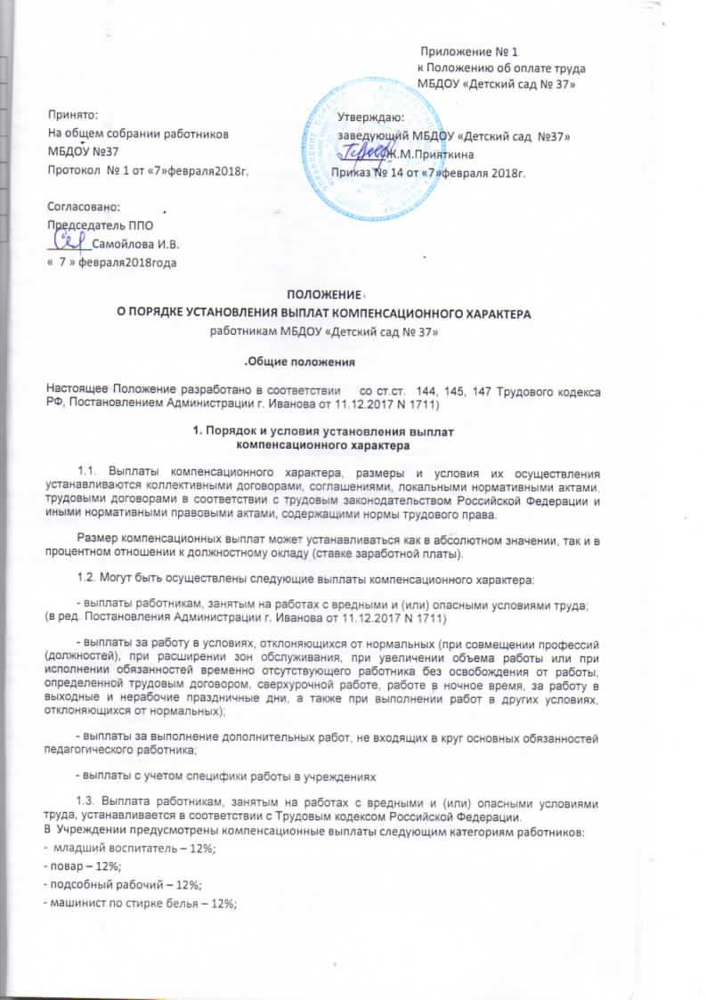 Приложение № 1
к Положению об оплате труда
МБДОУ «Детский сад № 37»
Принято:
На общем собрании работников
МБДОУ №37
Протокол № 1 от «7»февраля2018г.
Утверждаю:
заведующий МБДОУ «Детский сад №37»
Ж.М.Прияткина
Приказ № 14 от «7»февраля 2018г.
Согласовано:
Председатель ППО
Самойлова И.В.
« 7 » февраля2018года
ПОЛОЖЕНИЕ
О ПОРЯДКЕ УСТАНОВЛЕНИЯ ВЫПЛАТ КОМПЕНСАЦИОННОГО ХАРАКТЕРА
работникам МБДОУ «Детский сад № 37»
.Общие положения
Настоящее Положение разработано в соответствии со ст.ст. 144, 145, 147 Трудового кодекса
РФ, Постановлением Администрации г. Иванова от 11.12.2017 N 1711)
1. Порядок и условия установления выплат
компенсационного характера
1.1. Выплаты компенсационного характера, размеры и условия их осуществления
устанавливаются коллективными договорами, соглашениями, локальными нормативными актами,
трудовыми договорами в соответствии с трудовым законодательством Российской Федерации и
иными нормативными правовыми актами, содержащими нормы трудового права.
Размер компенсационных выплат может устанавливаться как в абсолютном значении, так и в
процентном отношении к должностному окладу (ставке заработной платы).
1.2. Могут быть осуществлены следующие выплаты компенсационного характера:
- выплаты работникам, занятым на работах с вредными и (или) опасными условиями труда;
(в ред. Постановления Администрации г. Иванова от 11.12.2017 N 1711)
- выплаты за работу в условиях, отклоняющихся от нормальных (при совмещении профессий
(должностей), при расширении зон обслуживания, при увеличении объема работы или при
исполнении обязанностей временно отсутствующего работника без освобождения от работы,
определенной трудовым договором, сверхурочной работе, работе в ночное время, за работу в
выходные и нерабочие праздничные дни, а также при выполнении работ в других условиях,
отклоняющихся от нормальных);
- выплаты за выполнение дополнительных работ, не входящих в круг основных обязанностей
педагогического работника;
- выплаты с учетом специфики работы в учреждениях
1.3. Выплата работникам, занятым на работах с вредными и (или) опасными условиями
труда, устанавливается в соответствии с Трудовым кодексом Российской Федерации.
В Учреждении предусмотрены компенсационные выплаты следующим категориям работников:
- младший воспитатель – 12%;
- повар – 12%;
- подсобный рабочий – 12%;
- машинист по стирке белья – 12%;